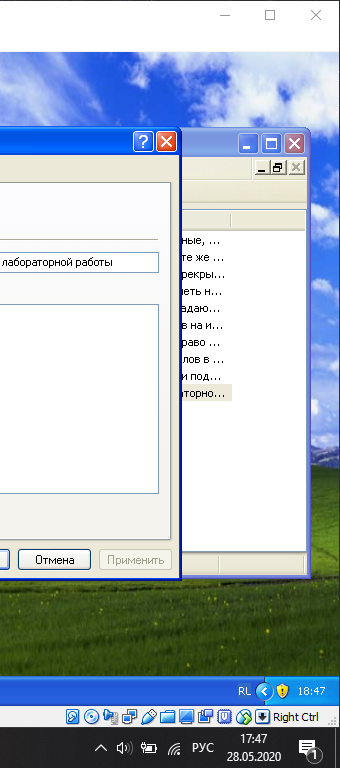 ные, ...
лабораторной работы
те же ...
рекры...
еть н...
адаю...
в на и...
раво ...
лов в ...
и под...
аторно...
Отмена
Применить
RL
18:47
Right Ctrl
РУС
17:47
28.05.2020
1